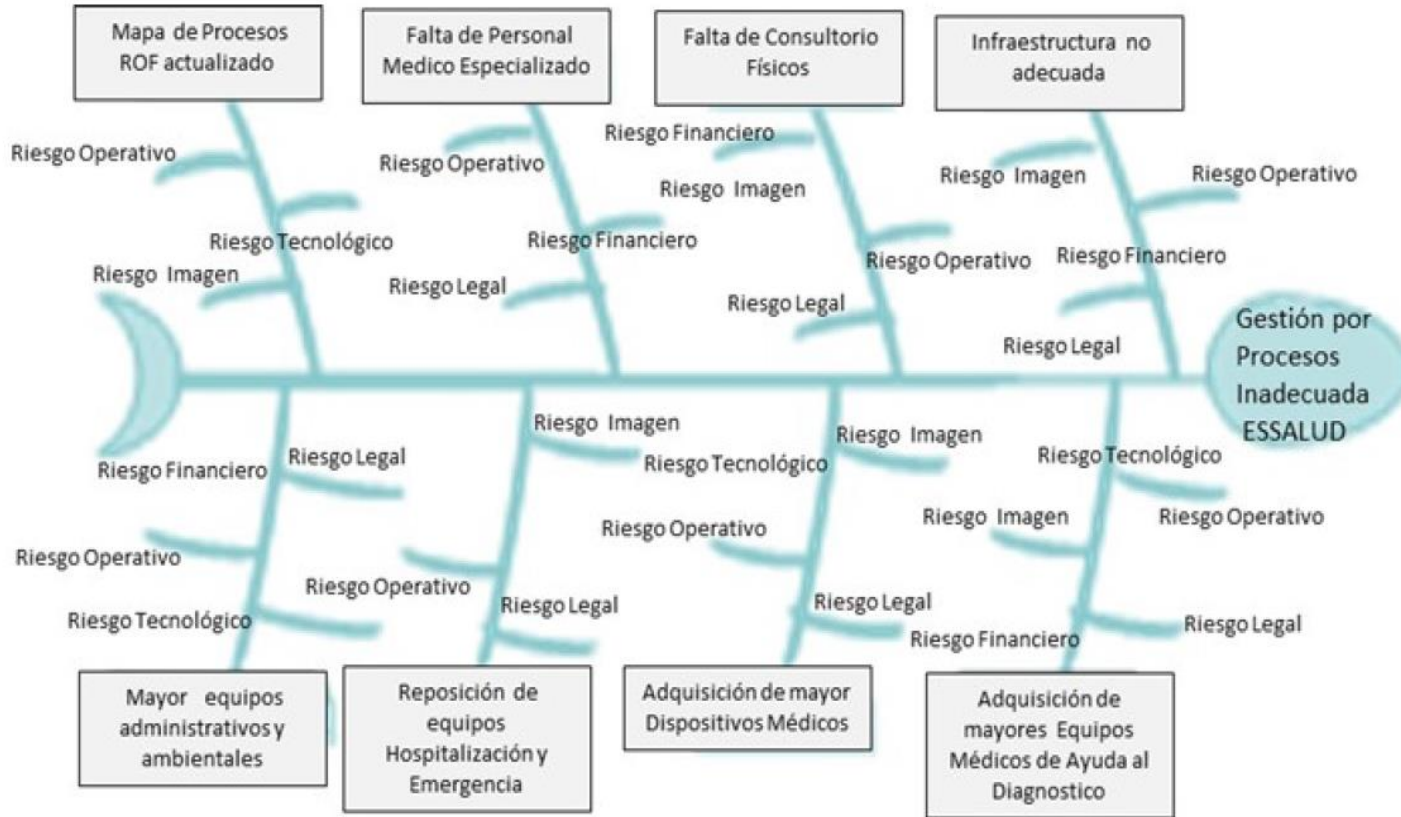 Mapa de Procesos
ROF actualizado
Falta de Personal
Medico Especializado
Falta de Consultorio
Físicos
Infraestructura no
adecuada
Riesgo Operativo
Riesgo Tecnológico
Riesgo Imagen
Riesgo Operativo
Riesgo Financiero
Riesgo Legal
Riesgo Financiero
Riesgo Imagen
Riesgo Operativo
Riesgo Legal
Riesgo Imagen
Riesgo Operativo
Riesgo Financiero
Riesgo Legal
Gestión por
Procesos
Inadecuada
ESSALUD
Riesgo Financiero
Riesgo Legal
Riesgo Operativo
Riesgo Tecnológico
Riesgo Imagen
Riesgo Operativo
Riesgo Legal
Riesgo Tecnológico
Riesgo Imagen
Riesgo Operativo
Riesgo Legal
Riesgo Tecnológico
Riesgo Imagen
Riesgo Operativo
Riesgo Financiero
Riesgo Legal
Mayor equipos
administrativos y
ambientales
Reposición de
equipos
Hospitalización y
Emergencia
Adquisición de mayor
Dispositivos Médicos
Adquisición de
mayores Equipos
Médicos de Ayuda al
Diagnostico